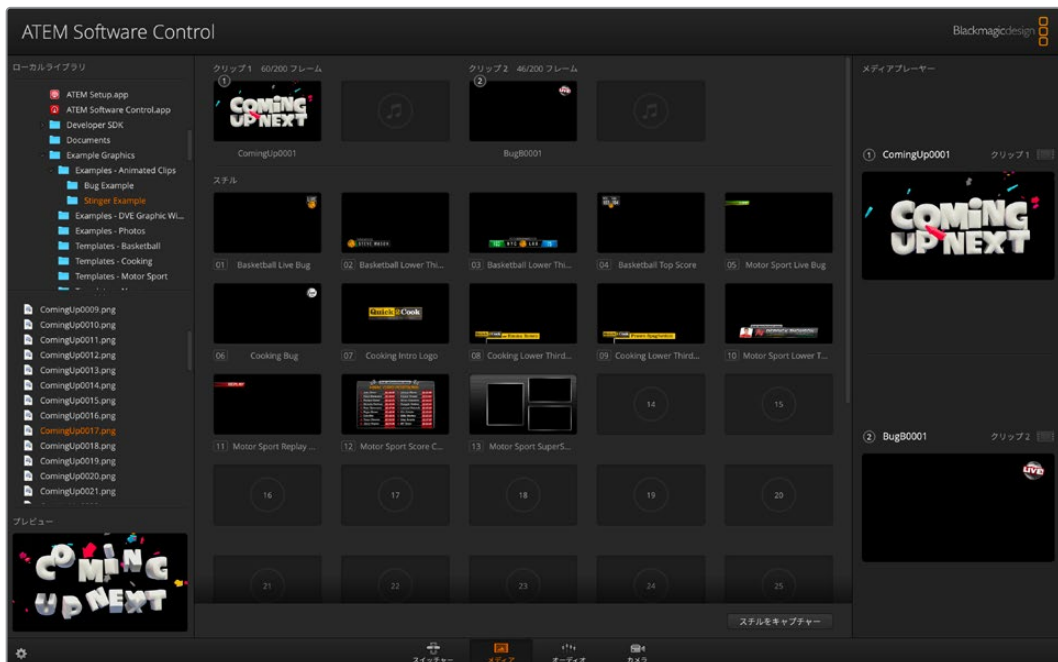 ATEM Software Control
Blackmagicdesign
ローカルライブラリ
ATEM Setup.app
ATEM Software Control.app
Developer SDK
Documents
Example Graphics
Examples - Animated Clips
Bug Example
Stinger Example
Examples - DVE Graphic Wi...
Examples - Photos
Templates - Basketball
Templates - Cooking
Templates - Motor Sport
ComingUp0009.png
ComingUp0010.png
ComingUp0011.png
ComingUp0012.png
ComingUp0013.png
ComingUp0014.png
ComingUp0015.png
ComingUp0016.png
ComingUp0017.png
ComingUp0018.png
ComingUp0019.png
ComingUp0020.png
ComingUp0021.png
プレビュー
COMING
UP NEXT
クリップ 1 60/200 フレーム
クリップ 2 46/200 フレーム
1
2
COMING
UP NEXT
ComingUp0001
BugB0001
スチル
01 Basketball Live Bug
02 Basketball Lower Thi...
03 Basketball Lower Thi...
04 Basketball Top Score
05 Motor Sport Live Bug
Quick 2 Cook
06 Cooking Bug
07 Cooking Intro Logo
08 Cooking Lower Third...
09 Cooking Lower Third...
10 Motor Sport Lower T...
REPLAY
11 Motor Sport Replay ...
12 Motor Sport Score C...
13 Motor Sport SuperS...
14
15
16
17
18
19
20
21
22
23
24
25
スチルをキャプチャー
メディアプレーヤー
1 ComingUp0001 クリップ 1
COMING
UP NEXT
2 BugB0001 クリップ 2
LIVE!
スイッチャー
メディア
オーディオ
カメラ